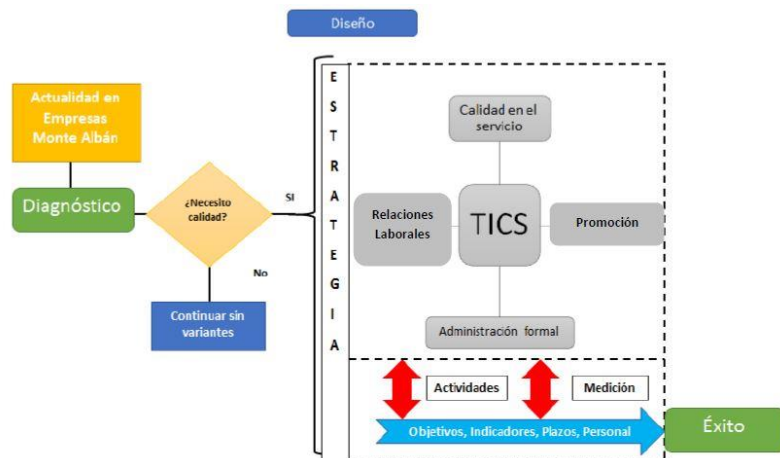 Diseño
Actualidad en
Empresas
Monte Albán
Diagnóstico
¿Necesito
calidad?
SI
No
Continuar sin
variantes
E
S
T
R
A
T
E
G
I
A
Calidad en el
servicio
Relaciones
Laborales
TICS
Promoción
Administración formal
Actividades
Medición
Objetivos, Indicadores, Plazos, Personal
Éxito